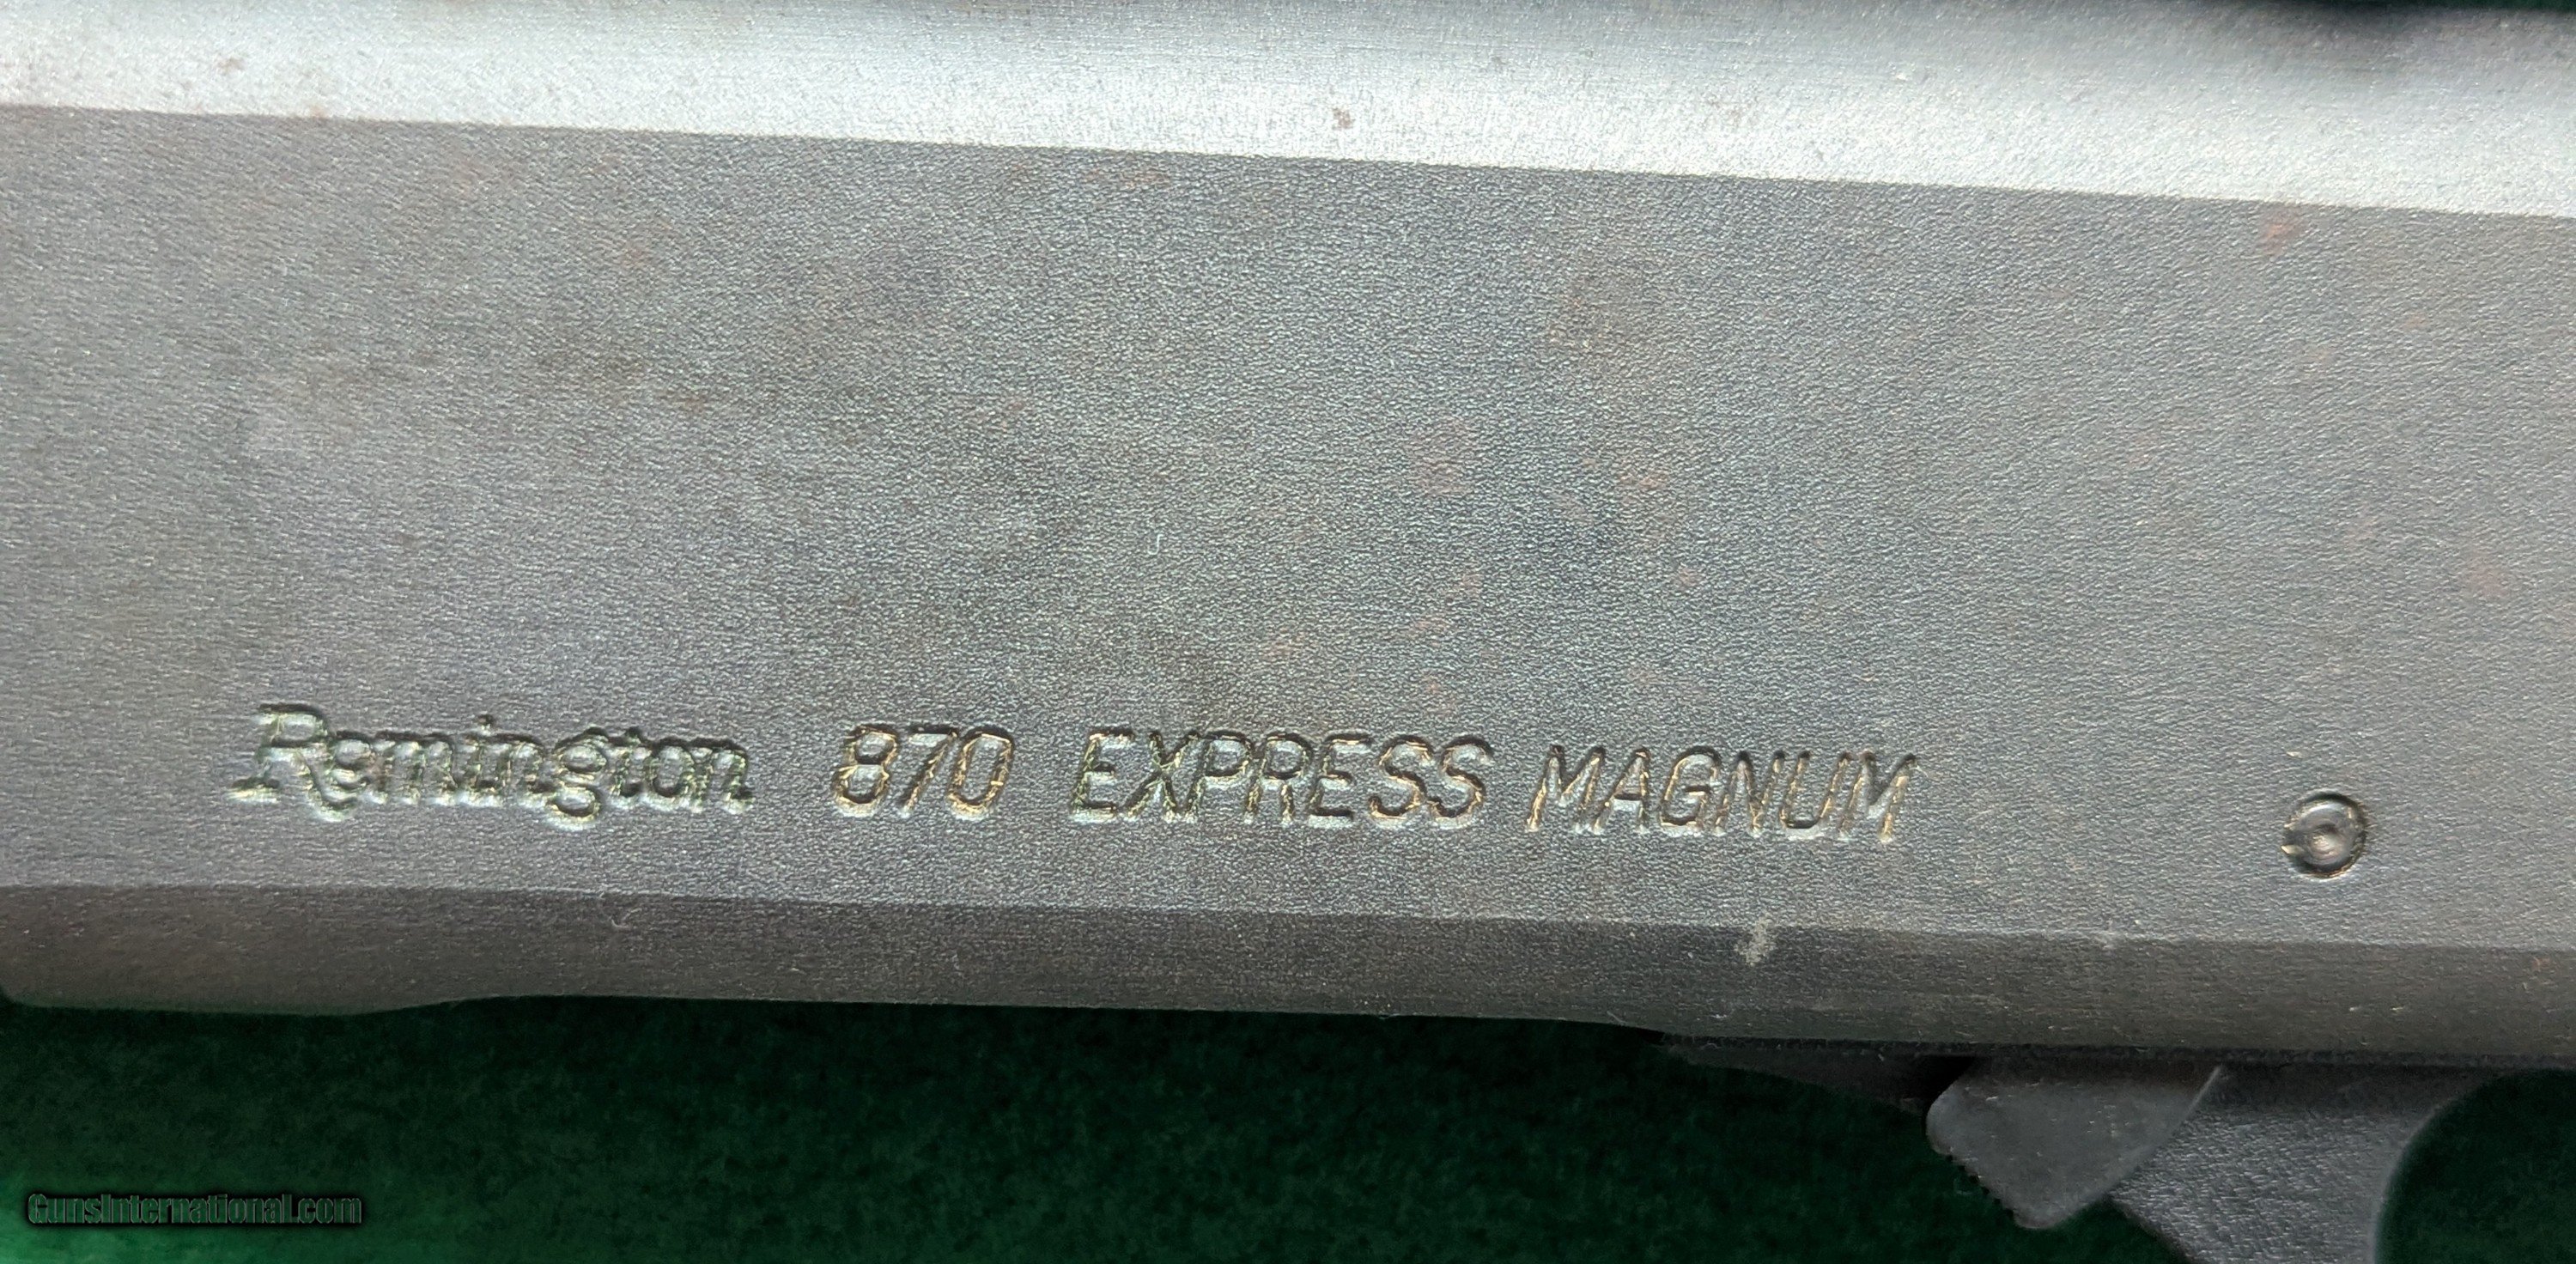 Remington 870 EXPRESS MAGNUM
GunsInternational.com